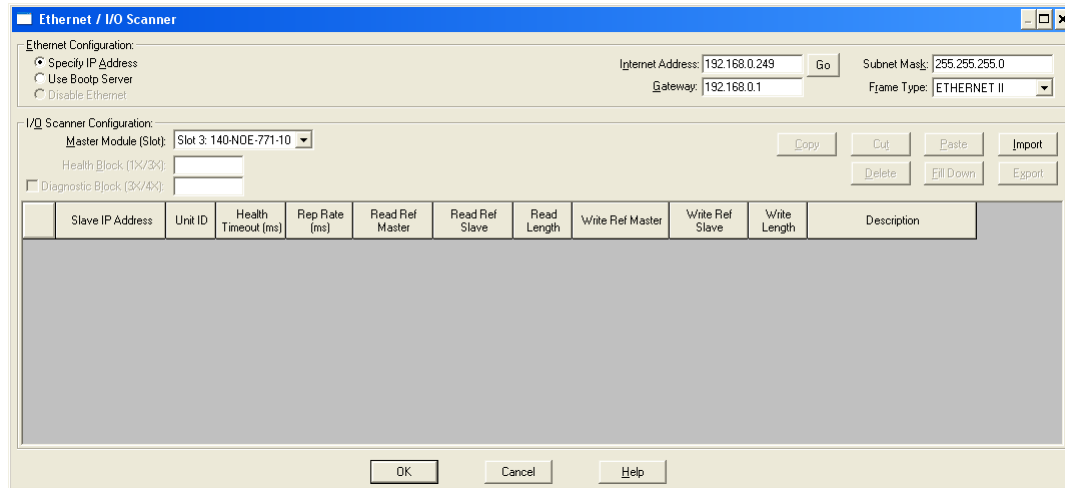 Ethernet / I/O Scanner
Ethernet Configuration:
Specify IP Address
Use Bootp Server
Disable Ethernet
Internet Address: 192.168.0.249 Go
Gateway: 192.168.0.1
Subnet Mask: 255.255.255.0
Frame Type: ETHERNET II
I/O Scanner Configuration:
Master Module (Slot): Slot 3: 140-NOE-771-10
Health Block (1X/3X):
Diagnostic Block (3X/4X):
Copy Cut Paste Import
Delete Fill Down Export
Slave IP Address Unit ID Health Timeout (ms) Rep Rate (ms) Read Ref Master Read Ref Slave Read Length Write Ref Master Write Ref Slave Write Length Description
OK Cancel Help